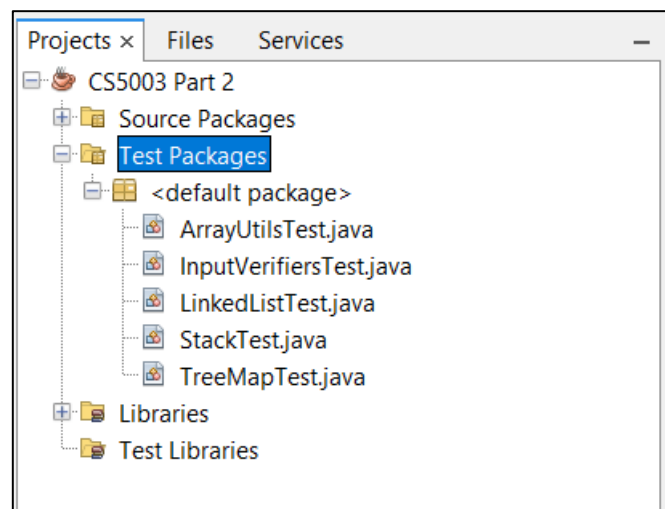 Projects × Files Services
CS5003 Part 2
Source Packages
Test Packages
<default package>
ArrayUtilsTest.java
InputVerifiersTest.java
LinkedListTest.java
StackTest.java
TreeMapTest.java
Libraries
Test Libraries